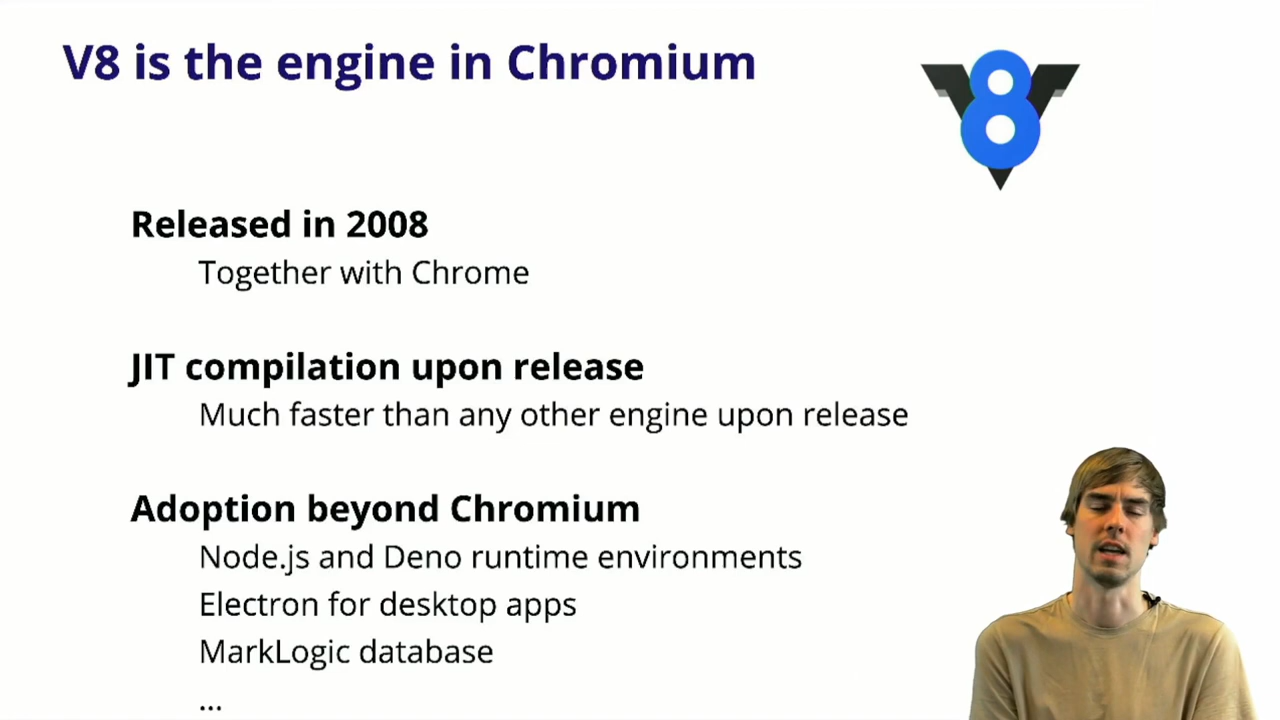 V8 is the engine in Chromium
V8
Released in 2008
Together with Chrome
JIT compilation upon release
Much faster than any other engine upon release
Adoption beyond Chromium
Node.js and Deno runtime environments
Electron for desktop apps
MarkLogic database
...